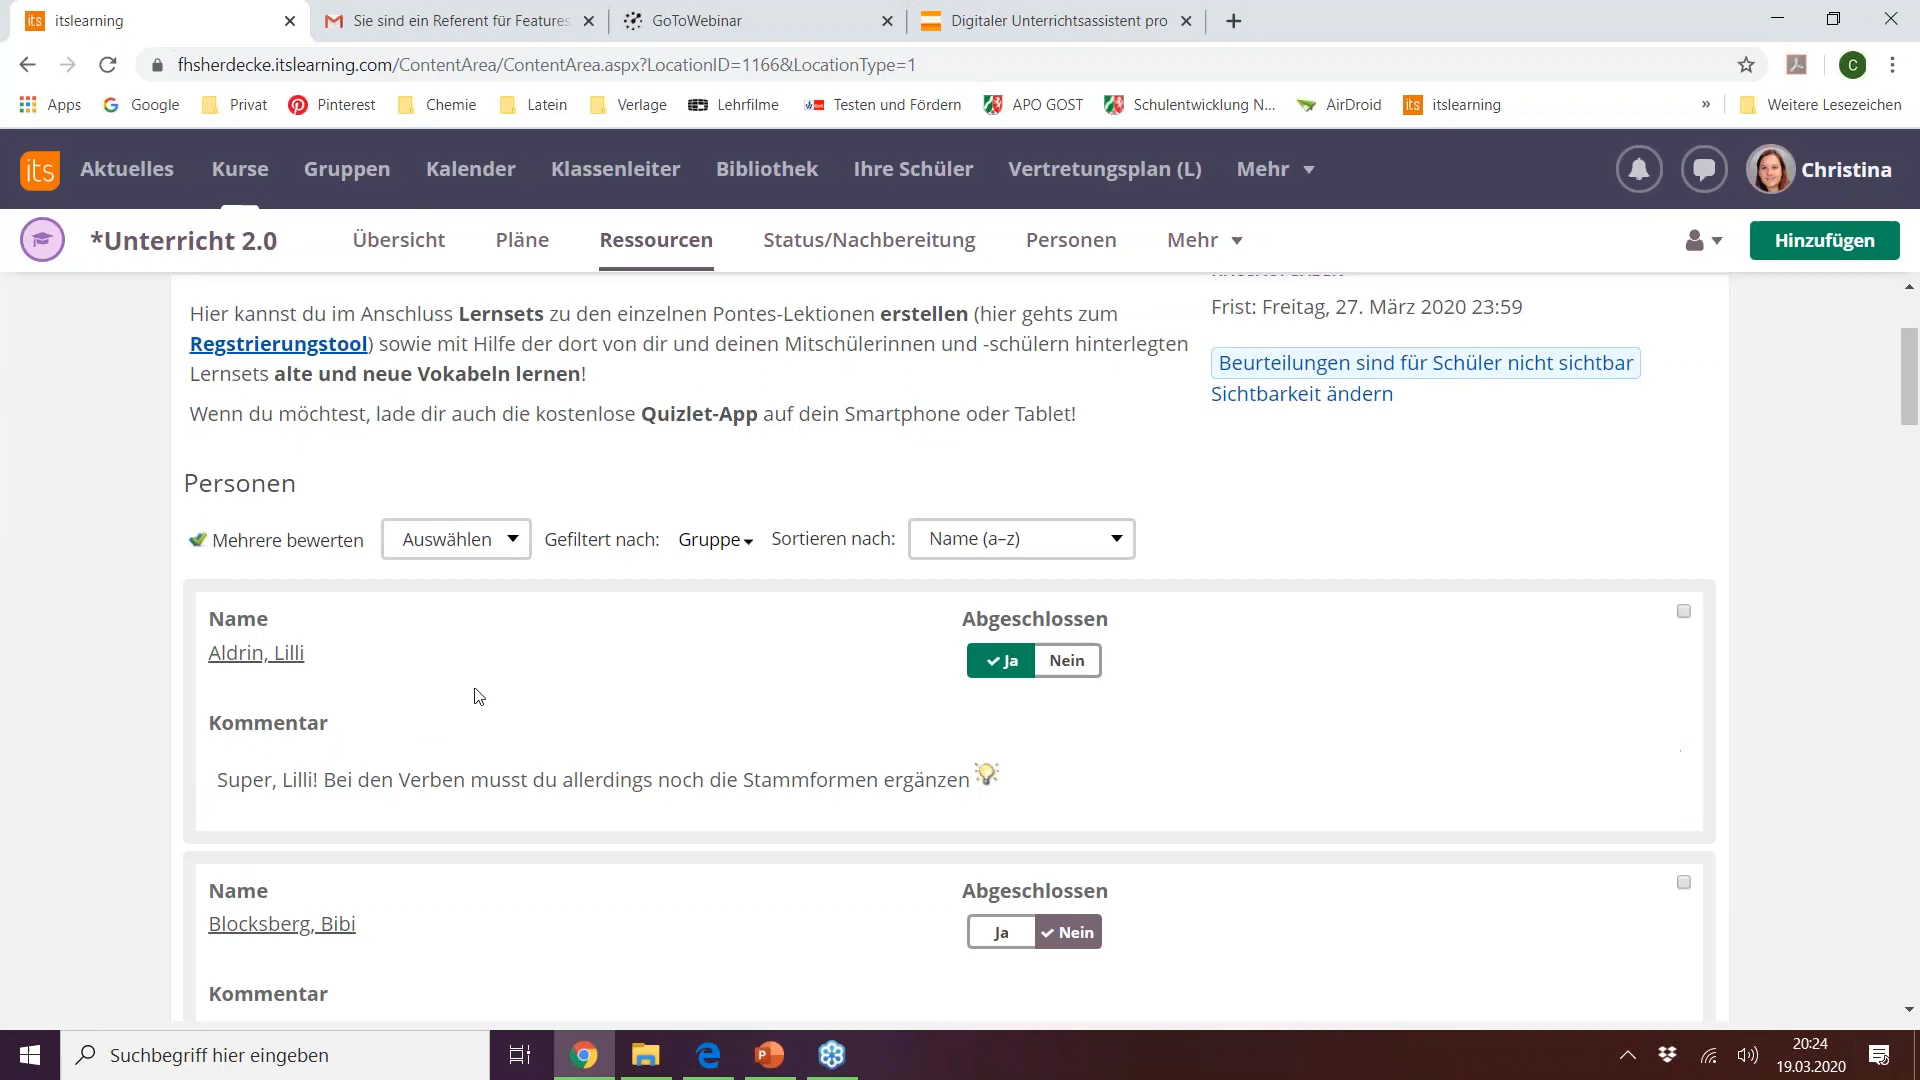 its itslearning
Sie sind ein Referent für Features
GoToWebinar
Digitaler Unterrichtsassistent pro
fhsherdecke.itslearning.com/ContentArea/ContentArea.aspx?LocationID=1166&LocationType=1
C
Apps Google Privat Pinterest Chemie Latein Verlage Lehrfilme Testen und Fördern APO GOST Schulentwicklung N... AirDroid its itslearning » Weitere Lesezeichen
its Aktuelles Kurse Gruppen Kalender Klassenleiter Bibliothek Ihre Schüler Vertretungsplan (L) Mehr Christina
*Unterricht 2.0 Übersicht Pläne Ressourcen Status/Nachbereitung Personen Mehr Hinzufügen
Hier kannst du im Anschluss Lernsets zu den einzelnen Pontes-Lektionen erstellen (hier gehts zum
Regstrierungstool) sowie mit Hilfe der dort von dir und deinen Mitschülerinnen und -schülern hinterlegten
Lernsets alte und neue Vokabeln lernen!
Wenn du möchtest, lade dir auch die kostenlose Quizlet-App auf dein Smartphone oder Tablet!
Frist: Freitag, 27. März 2020 23:59
Beurteilungen sind für Schüler nicht sichtbar
Sichtbarkeit ändern
Personen
Mehrere bewerten Auswählen Gefiltert nach: Gruppe Sortieren nach: Name (a–z)
Name Abgeschlossen
Aldrin, Lilli Ja Nein
Kommentar
Super, Lilli! Bei den Verben musst du allerdings noch die Stammformen ergänzen
Name Abgeschlossen
Blocksberg, Bibi Ja Nein
Kommentar
Suchbegriff hier eingeben
20:24
19.03.2020